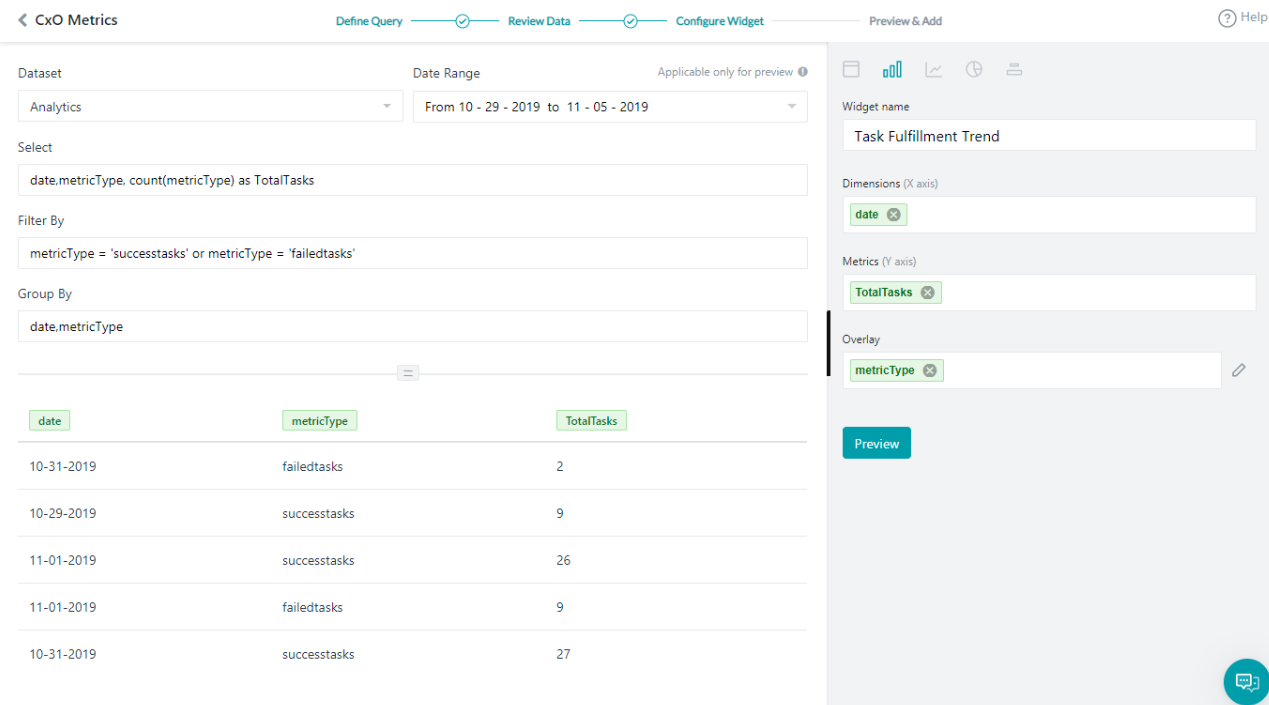 CxO Metrics
Define Query Review Data Configure Widget Preview & Add
Help
Dataset
Analytics
Date Range Applicable only for preview
From 10 - 29 - 2019 to 11 - 05 - 2019
Select
date,metricType, count(metricType) as TotalTasks
Filter By
metricType = 'successtasks' or metricType = 'failedtasks'
Group By
date,metricType
date metricType TotalTasks
10-31-2019 failedtasks 2
10-29-2019 successtasks 9
11-01-2019 successtasks 26
11-01-2019 failedtasks 9
10-31-2019 successtasks 27
Widget name
Task Fulfillment Trend
Dimensions (X axis)
date
Metrics (Y axis)
TotalTasks
Overlay
metricType
Preview